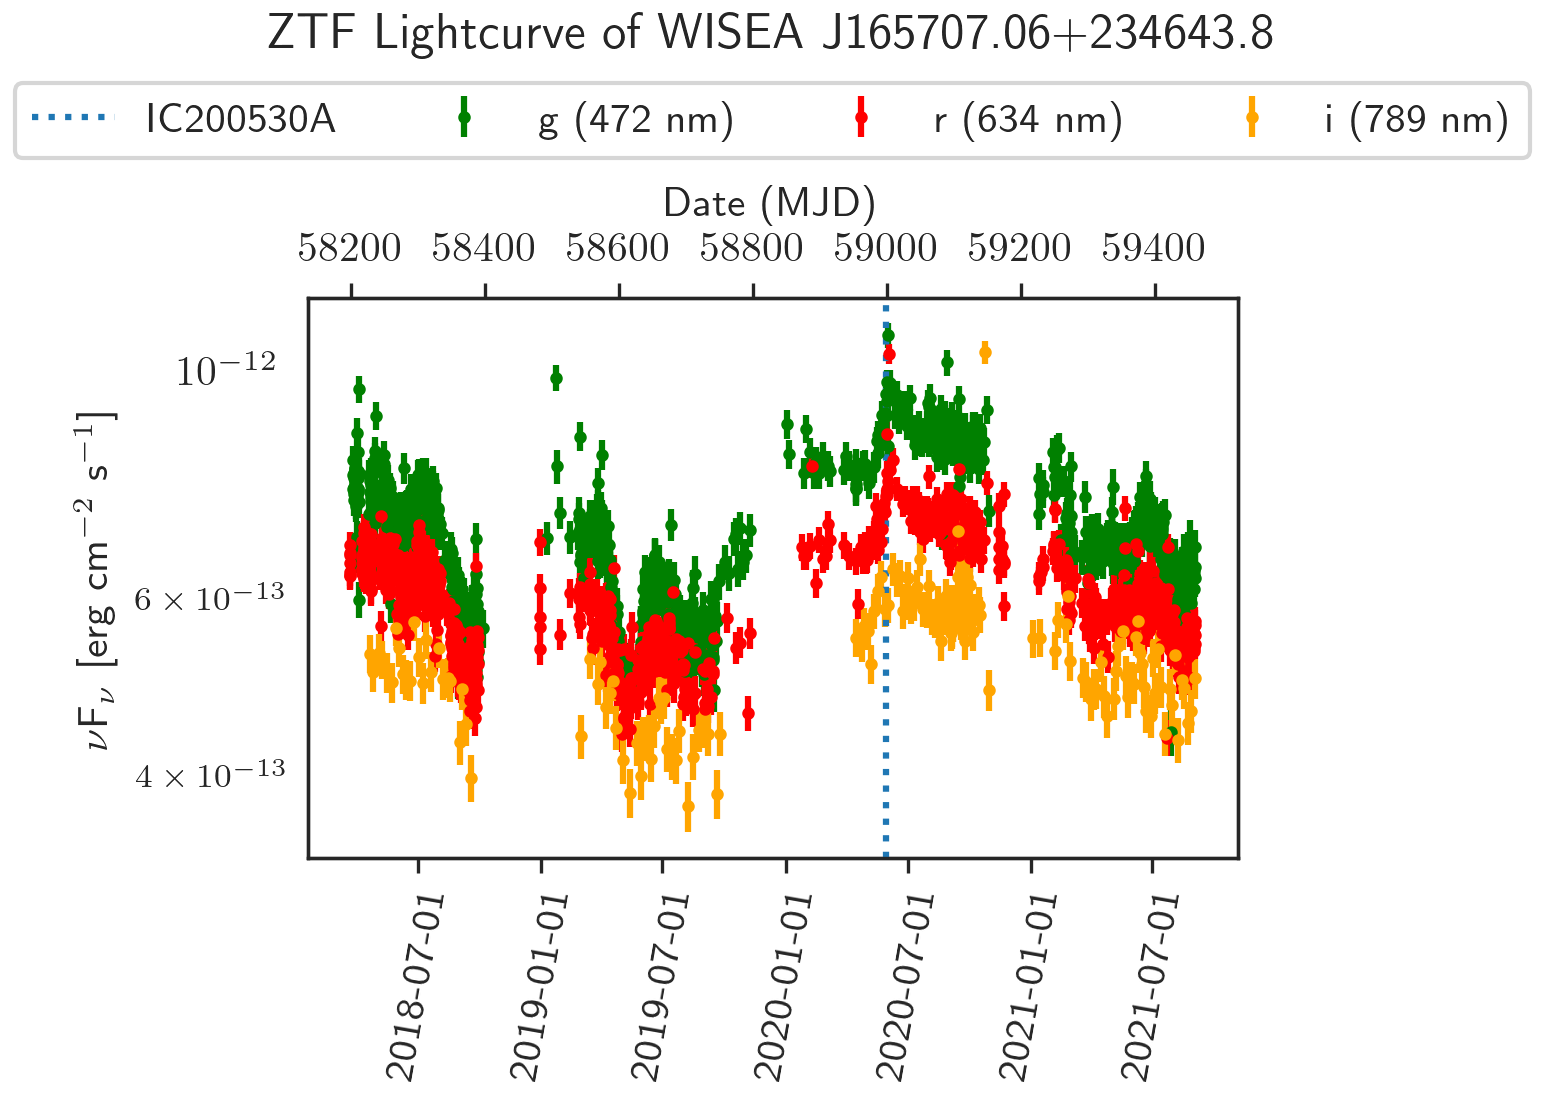 ZTF Lightcurve of WISEA J165707.06+234643.8
IC200530A g (472 nm) r (634 nm) i (789 nm)
Date (MJD)
58200 58400 58600 58800 59000 59200 59400
10⁻¹²
6 × 10⁻¹³
4 × 10⁻¹³
νFν [erg cm⁻² s⁻¹]
2018-07-01 2019-01-01 2019-07-01 2020-01-01 2020-07-01 2021-01-01 2021-07-01